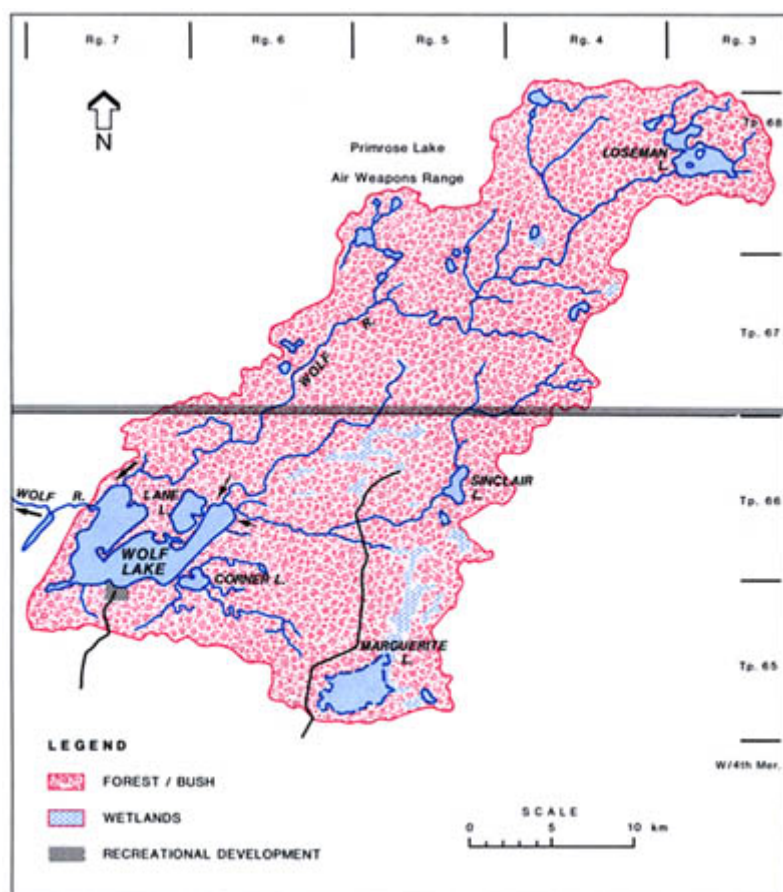 Rg. 7 Rg. 6 Rg. 5 Rg. 4 Rg. 3
Tp. 68
N
Primrose Lake
Air Weapons Range
LOSEMAN
L.
Tp. 67
WOLF R.
WOLF R.
LANE
L.
SINCLAIR
L.
Tp. 66
WOLF
LAKE
CORNER L.
MARGUERITE
L.
Tp. 65
LEGEND
W/4th Mer.
FOREST / BUSH
WETLANDS
SCALE
0 5 10 km
RECREATIONAL DEVELOPMENT